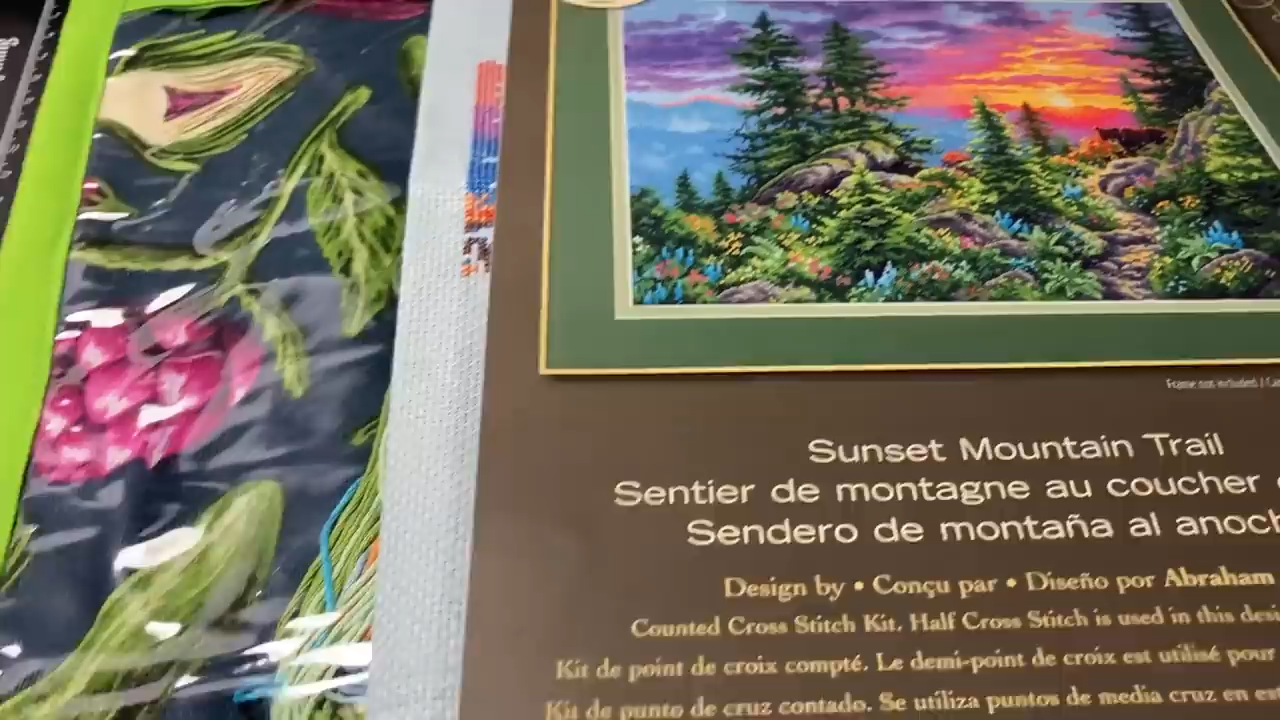 Frame not included
Sunset Mountain Trail
Sentier de montagne au coucher
Sendero de montaña al
Design by • Conçu par • Diseño por Abraham
Counted Cross Stitch Kit. Half Cross Stitch is used in this
Kit de point de croix compté. Le demi-point de croix est utilisé pour
Kit de punto de cruz contado. Se utiliza puntos de media cruz en